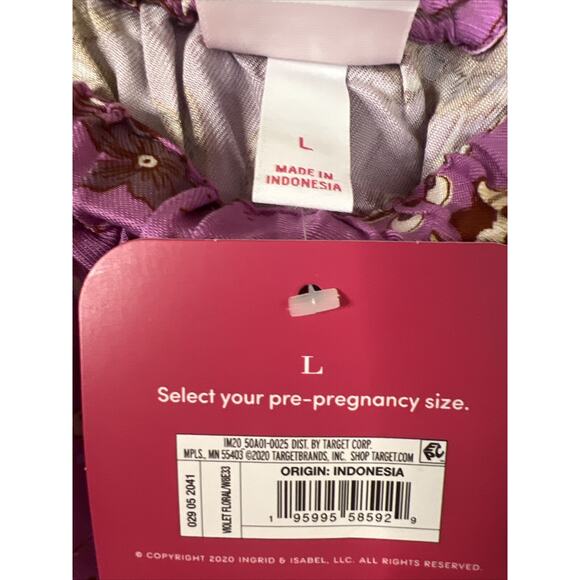 L
MADE IN
INDONESIA
L
Select your pre-pregnancy size.
IM20 50A01-0025 DIST. BY TARGET CORP.
MPLS., MN 55403 ©2020 TARGETBRANDS, INC. SHOP TARGET.COM
029 05 2041
VIOLET FLORAL/W8E33
ORIGIN: INDONESIA
1 95995 58592 9
© COPYRIGHT 2020 INGRID & ISABEL, LLC. ALL RIGHTS RESERVED.